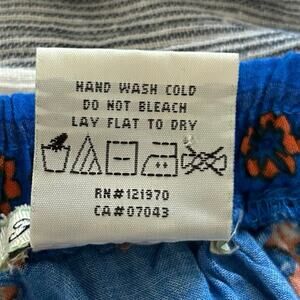 HAND WASH COLD
DO NOT BLEACH
LAY FLAT TO DRY
RN#121970
CA#07043